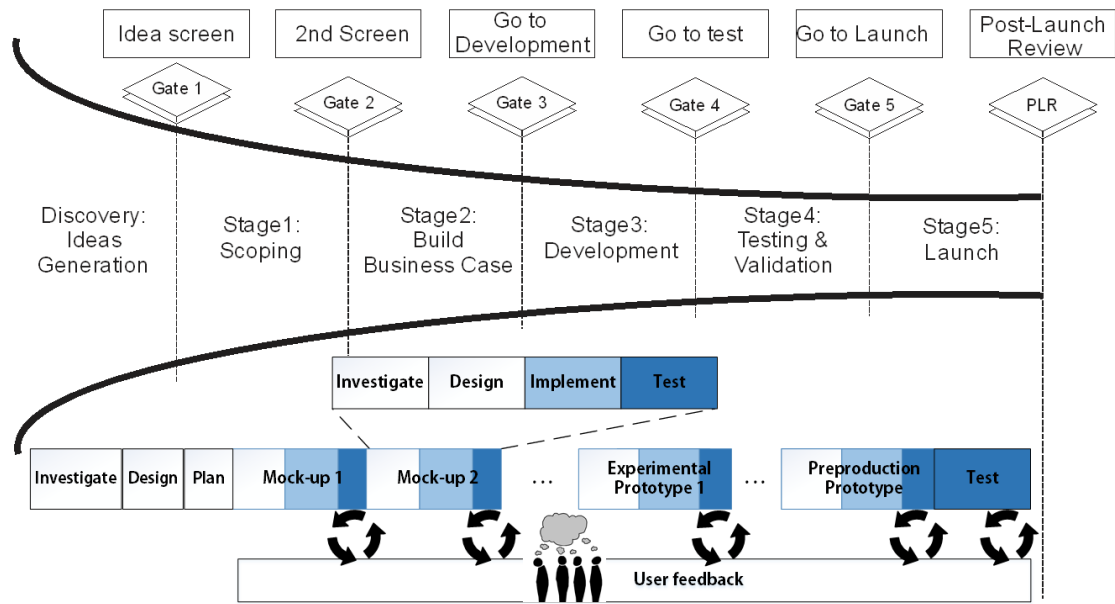 Idea screen
2nd Screen
Go to
Development
Go to test
Go to Launch
Post-Launch
Review
Gate 1
Gate 2
Gate 3
Gate 4
Gate 5
PLR
Discovery:
Ideas
Generation
Stage1:
Scoping
Stage2:
Build
Business Case
Stage3:
Development
Stage4:
Testing &
Validation
Stage5:
Launch
Investigate
Design
Implement
Test
Investigate
Design
Plan
Mock-up 1
Mock-up 2
...
Experimental
Prototype 1
...
Preproduction
Prototype
Test
User feedback